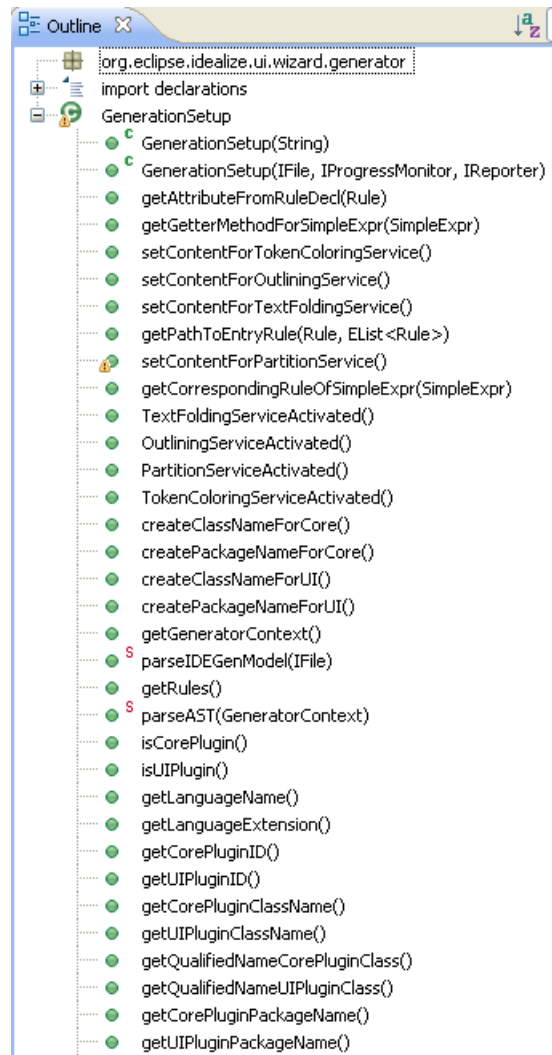 Outline
a
z
org.eclipse.idealize.ui.wizard.generator
import declarations
GenerationSetup
C GenerationSetup(String)
C GenerationSetup(IFile, IProgressMonitor, IReporter)
getAttributeFromRuleDecl(Rule)
getGetterMethodForSimpleExpr(SimpleExpr)
setContentForTokenColoringService()
setContentForOutliningService()
setContentForTextFoldingService()
getPathToEntryRule(Rule, EList<Rule>)
setContentForPartitionService()
getCorrespondingRuleOfSimpleExpr(SimpleExpr)
TextFoldingServiceActivated()
OutliningServiceActivated()
PartitionServiceActivated()
TokenColoringServiceActivated()
createClassNameForCore()
createPackageNameForCore()
createClassNameForUI()
createPackageNameForUI()
getGeneratorContext()
S parseIDEGenModel(IFile)
getRules()
S parseAST(GeneratorContext)
isCorePlugin()
isUIPlugin()
getLanguageName()
getLanguageExtension()
getCorePluginID()
getUIPluginID()
getCorePluginClassName()
getUIPluginClassName()
getQualifiedNameCorePluginClass()
getQualifiedNameUIPluginClass()
getCorePluginPackageName()
getUIPluginPackageName()